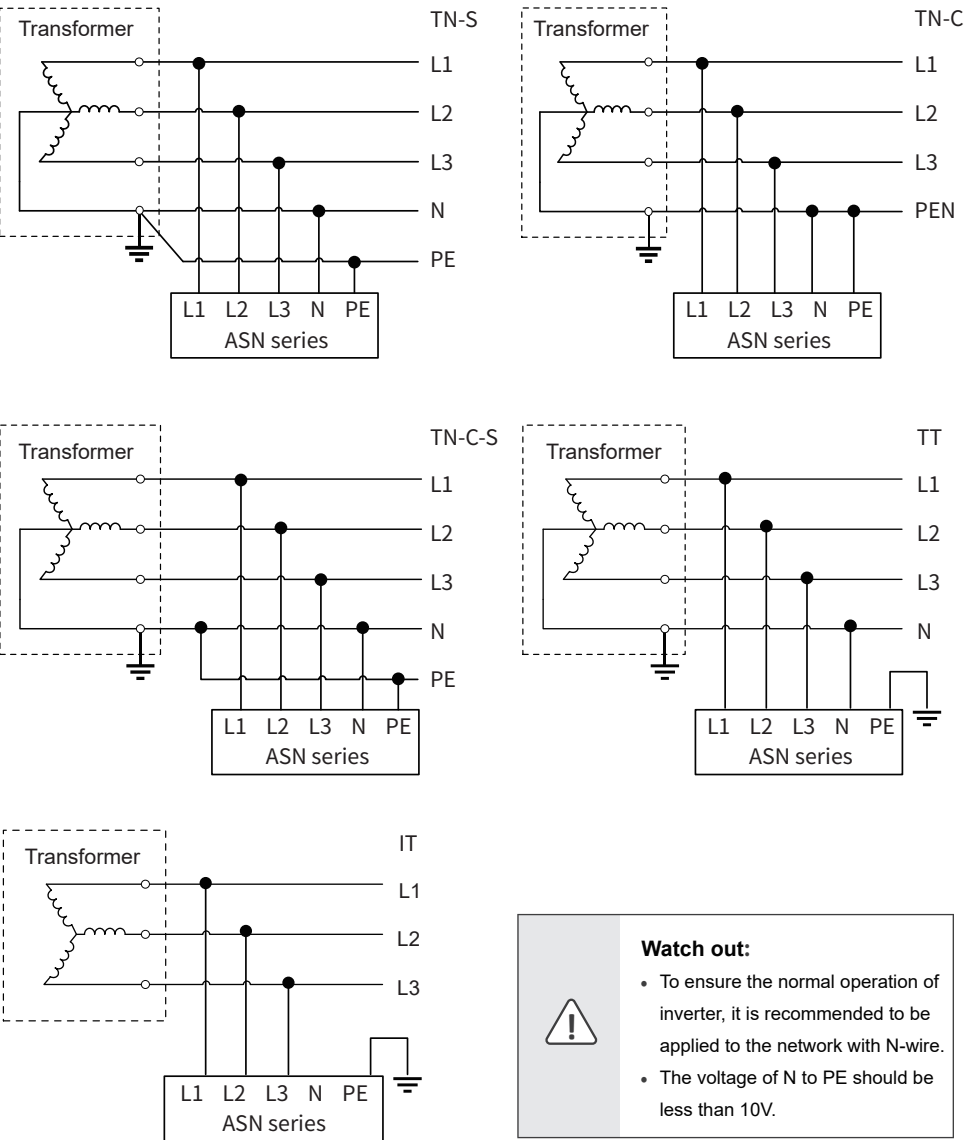 Transformer
TN-S
L1
L2
L3
N
PE
L1 L2 L3 N PE
ASN series
Transformer
TN-C
L1
L2
L3
PEN
L1 L2 L3 N PE
ASN series
Transformer
TN-C-S
L1
L2
L3
N
PE
L1 L2 L3 N PE
ASN series
Transformer
TT
L1
L2
L3
N
L1 L2 L3 N PE
ASN series
Transformer
IT
L1
L2
L3
L1 L2 L3 N PE
ASN series
Watch out:
• To ensure the normal operation of
inverter, it is recommended to be
applied to the network with N-wire.
• The voltage of N to PE should be
less than 10V.